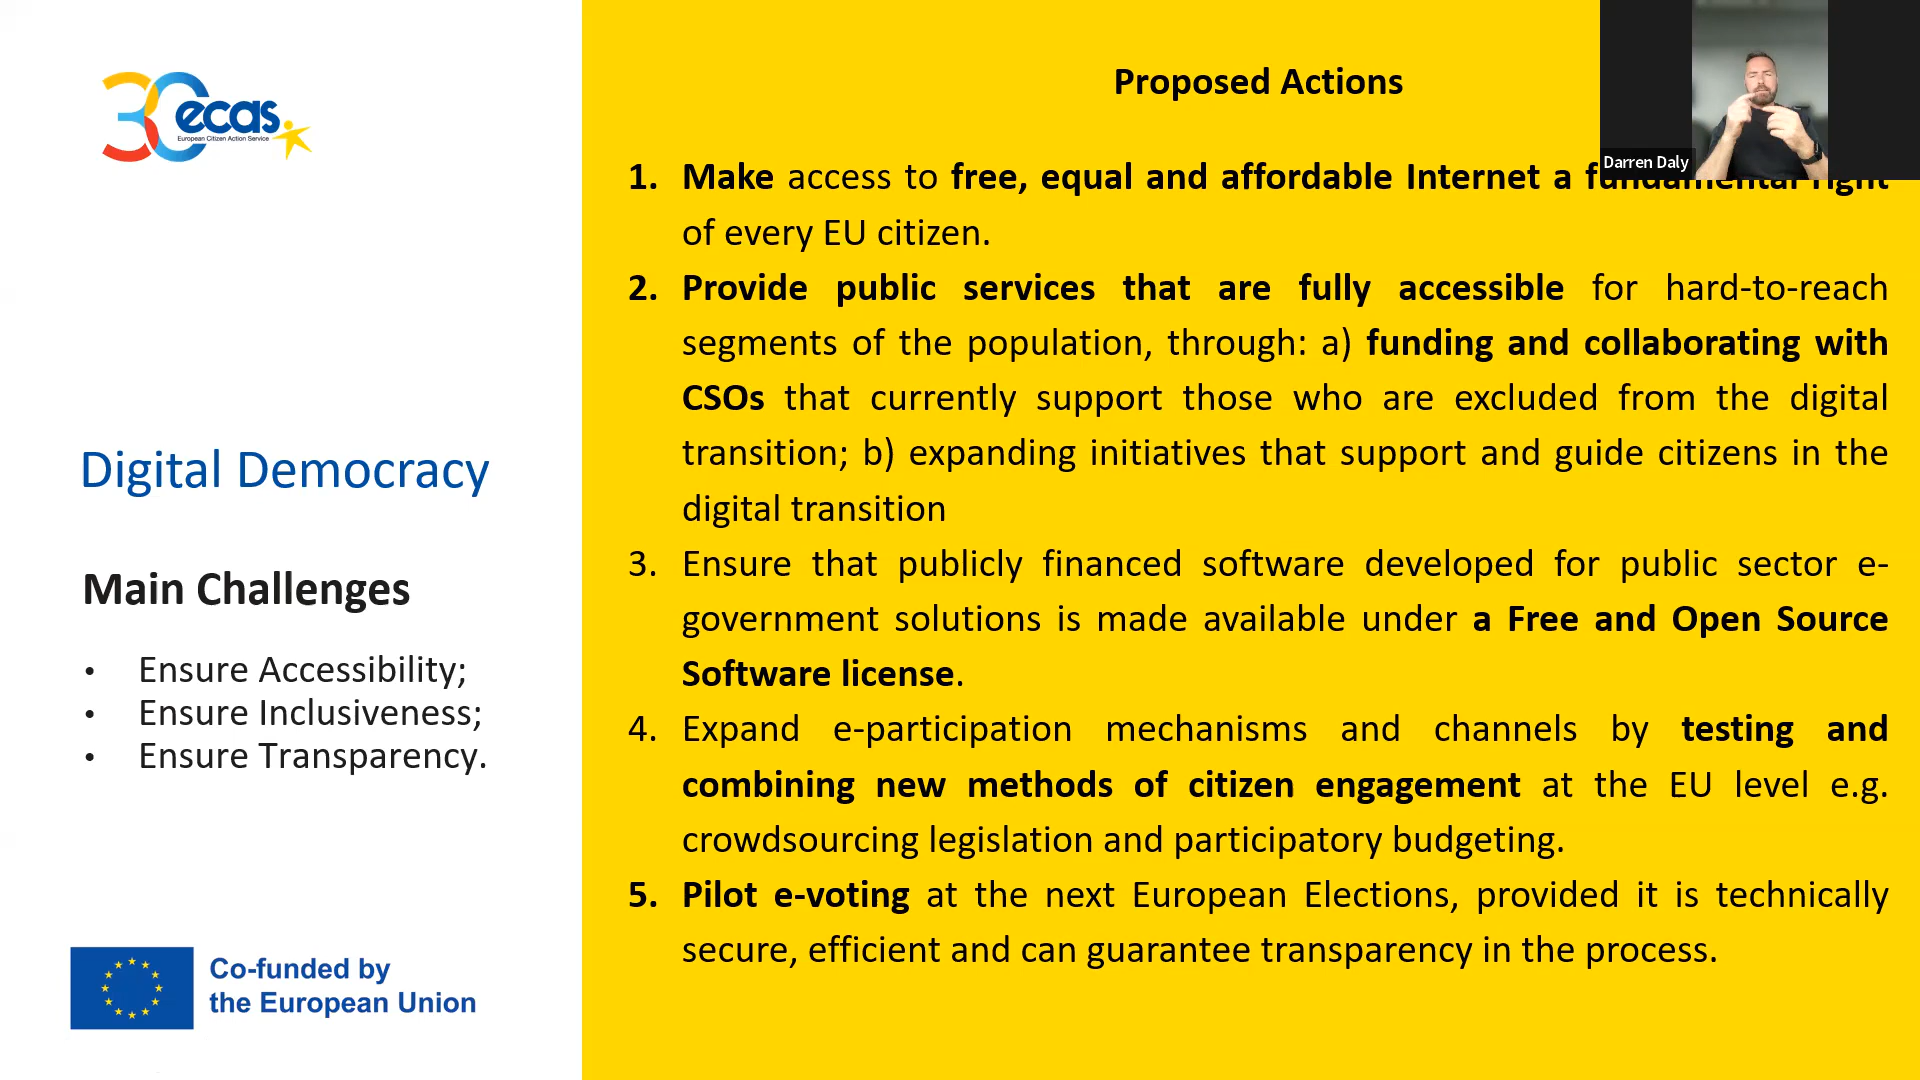 30 ecas
European Citizen Action Service
Digital Democracy
Main Challenges
• Ensure Accessibility;
• Ensure Inclusiveness;
• Ensure Transparency.
Co-funded by
the European Union
Proposed Actions
Darren Daly
1. Make access to free, equal and affordable Internet a fundamental right
of every EU citizen.
2. Provide public services that are fully accessible for hard-to-reach
segments of the population, through: a) funding and collaborating with
CSOs that currently support those who are excluded from the digital
transition; b) expanding initiatives that support and guide citizens in the
digital transition
3. Ensure that publicly financed software developed for public sector e-
government solutions is made available under a Free and Open Source
Software license.
4. Expand e-participation mechanisms and channels by testing and
combining new methods of citizen engagement at the EU level e.g.
crowdsourcing legislation and participatory budgeting.
5. Pilot e-voting at the next European Elections, provided it is technically
secure, efficient and can guarantee transparency in the process.